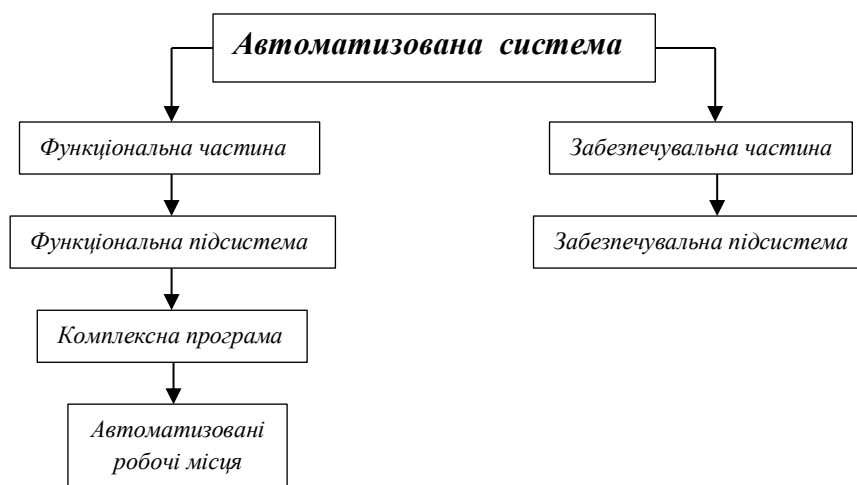 Автоматизована система
Функціональна частина
Забезпечувальна частина
Функціональна підсистема
Забезпечувальна підсистема
Комплексна програма
Автоматизовані
робочі місця